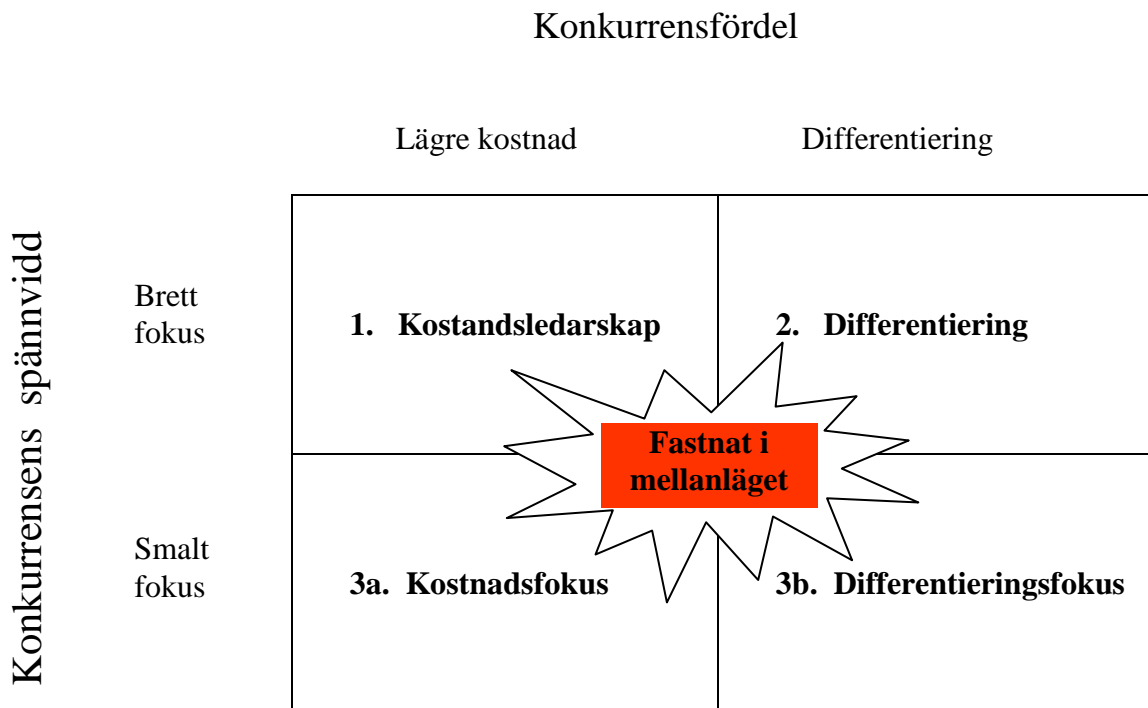 Konkurrensfördel
Lägre kostnad
Differentiering
Konkurrensens spännvidd
Brett
fokus
1. Kostandsledarskap
2. Differentiering
Fastnat i
mellanläget
Smalt
fokus
3a. Kostnadsfokus
3b. Differentieringsfokus